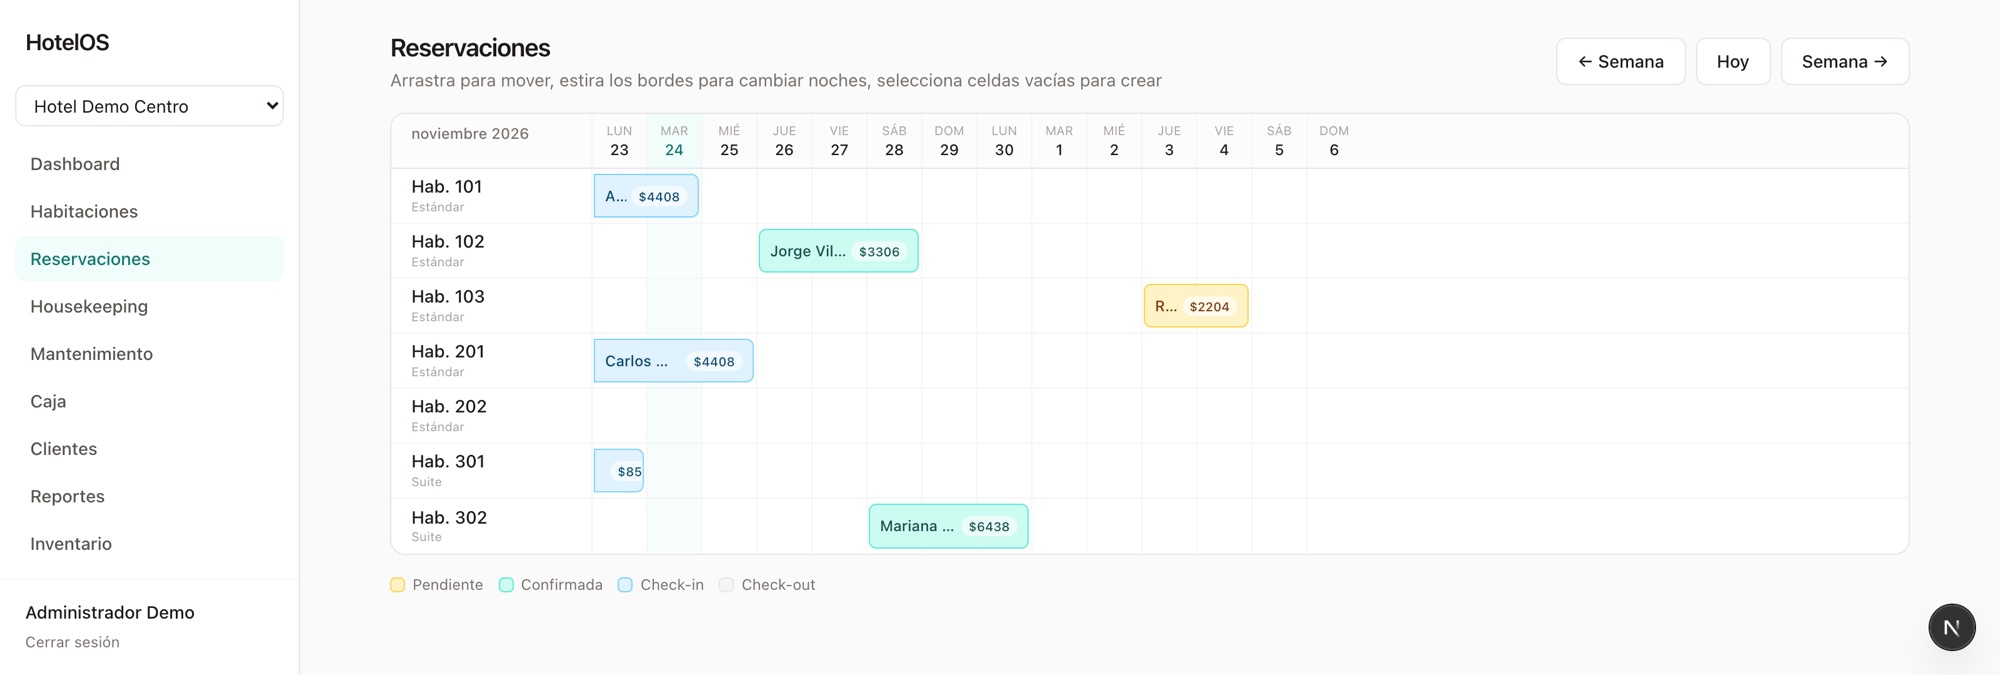 HotelOS
Hotel Demo Centro
Dashboard
Habitaciones
Reservaciones
Housekeeping
Mantenimiento
Caja
Clientes
Reportes
Inventario
Administrador Demo
Cerrar sesión
Reservaciones
Arrastra para mover, estira los bordes para cambiar noches, selecciona celdas vacías para crear
← Semana
Hoy
Semana →
noviembre 2026
LUN MAR MIÉ JUE VIE SÁB DOM LUN MAR MIÉ JUE VIE SÁB DOM
23 24 25 26 27 28 29 30 1 2 3 4 5 6
Hab. 101
Estándar
A... $4408
Hab. 102
Estándar
Jorge Vil... $3306
Hab. 103
Estándar
R... $2204
Hab. 201
Estándar
Carlos ... $4408
Hab. 202
Estándar
Hab. 301
Suite
$85
Hab. 302
Suite
Mariana ... $6438
Pendiente Confirmada Check-in Check-out
N